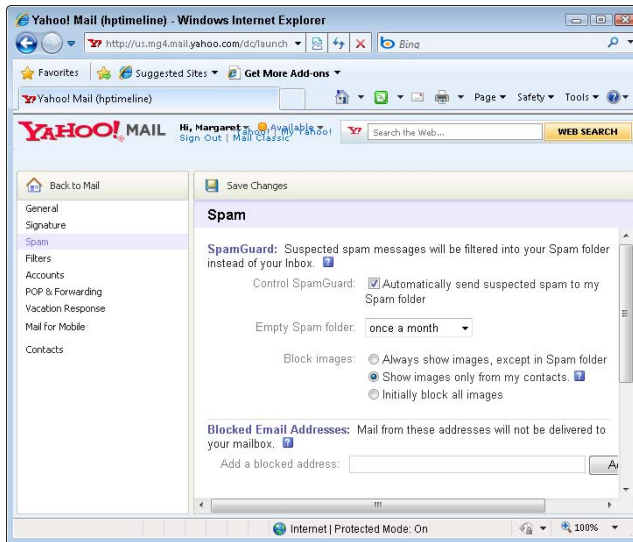 Yahoo! Mail (hptimeline) - Windows Internet Explorer
http://us.mg4.mail.yahoo.com/dc/launch
Bing
Favorites Suggested Sites Get More Add-ons
Yahoo! Mail (hptimeline)
Page Safety Tools
YAHOO! MAIL
Hi, Margaret Available
Sign Out | Mail Classic
Yahoo! My Yahoo!
Search the Web...
WEB SEARCH
Back to Mail
Save Changes
General
Signature
Spam
Filters
Accounts
POP & Forwarding
Vacation Response
Mail for Mobile
Contacts
Spam
SpamGuard: Suspected spam messages will be filtered into your Spam folder
instead of your Inbox. ?
Control SpamGuard: Automatically send suspected spam to my
Spam folder
Empty Spam folder: once a month
Block images: Always show images, except in Spam folder
Show images only from my contacts. ?
Initially block all images
Blocked Email Addresses: Mail from these addresses will not be delivered to
your mailbox. ?
Add a blocked address:
Internet | Protected Mode: On
100%